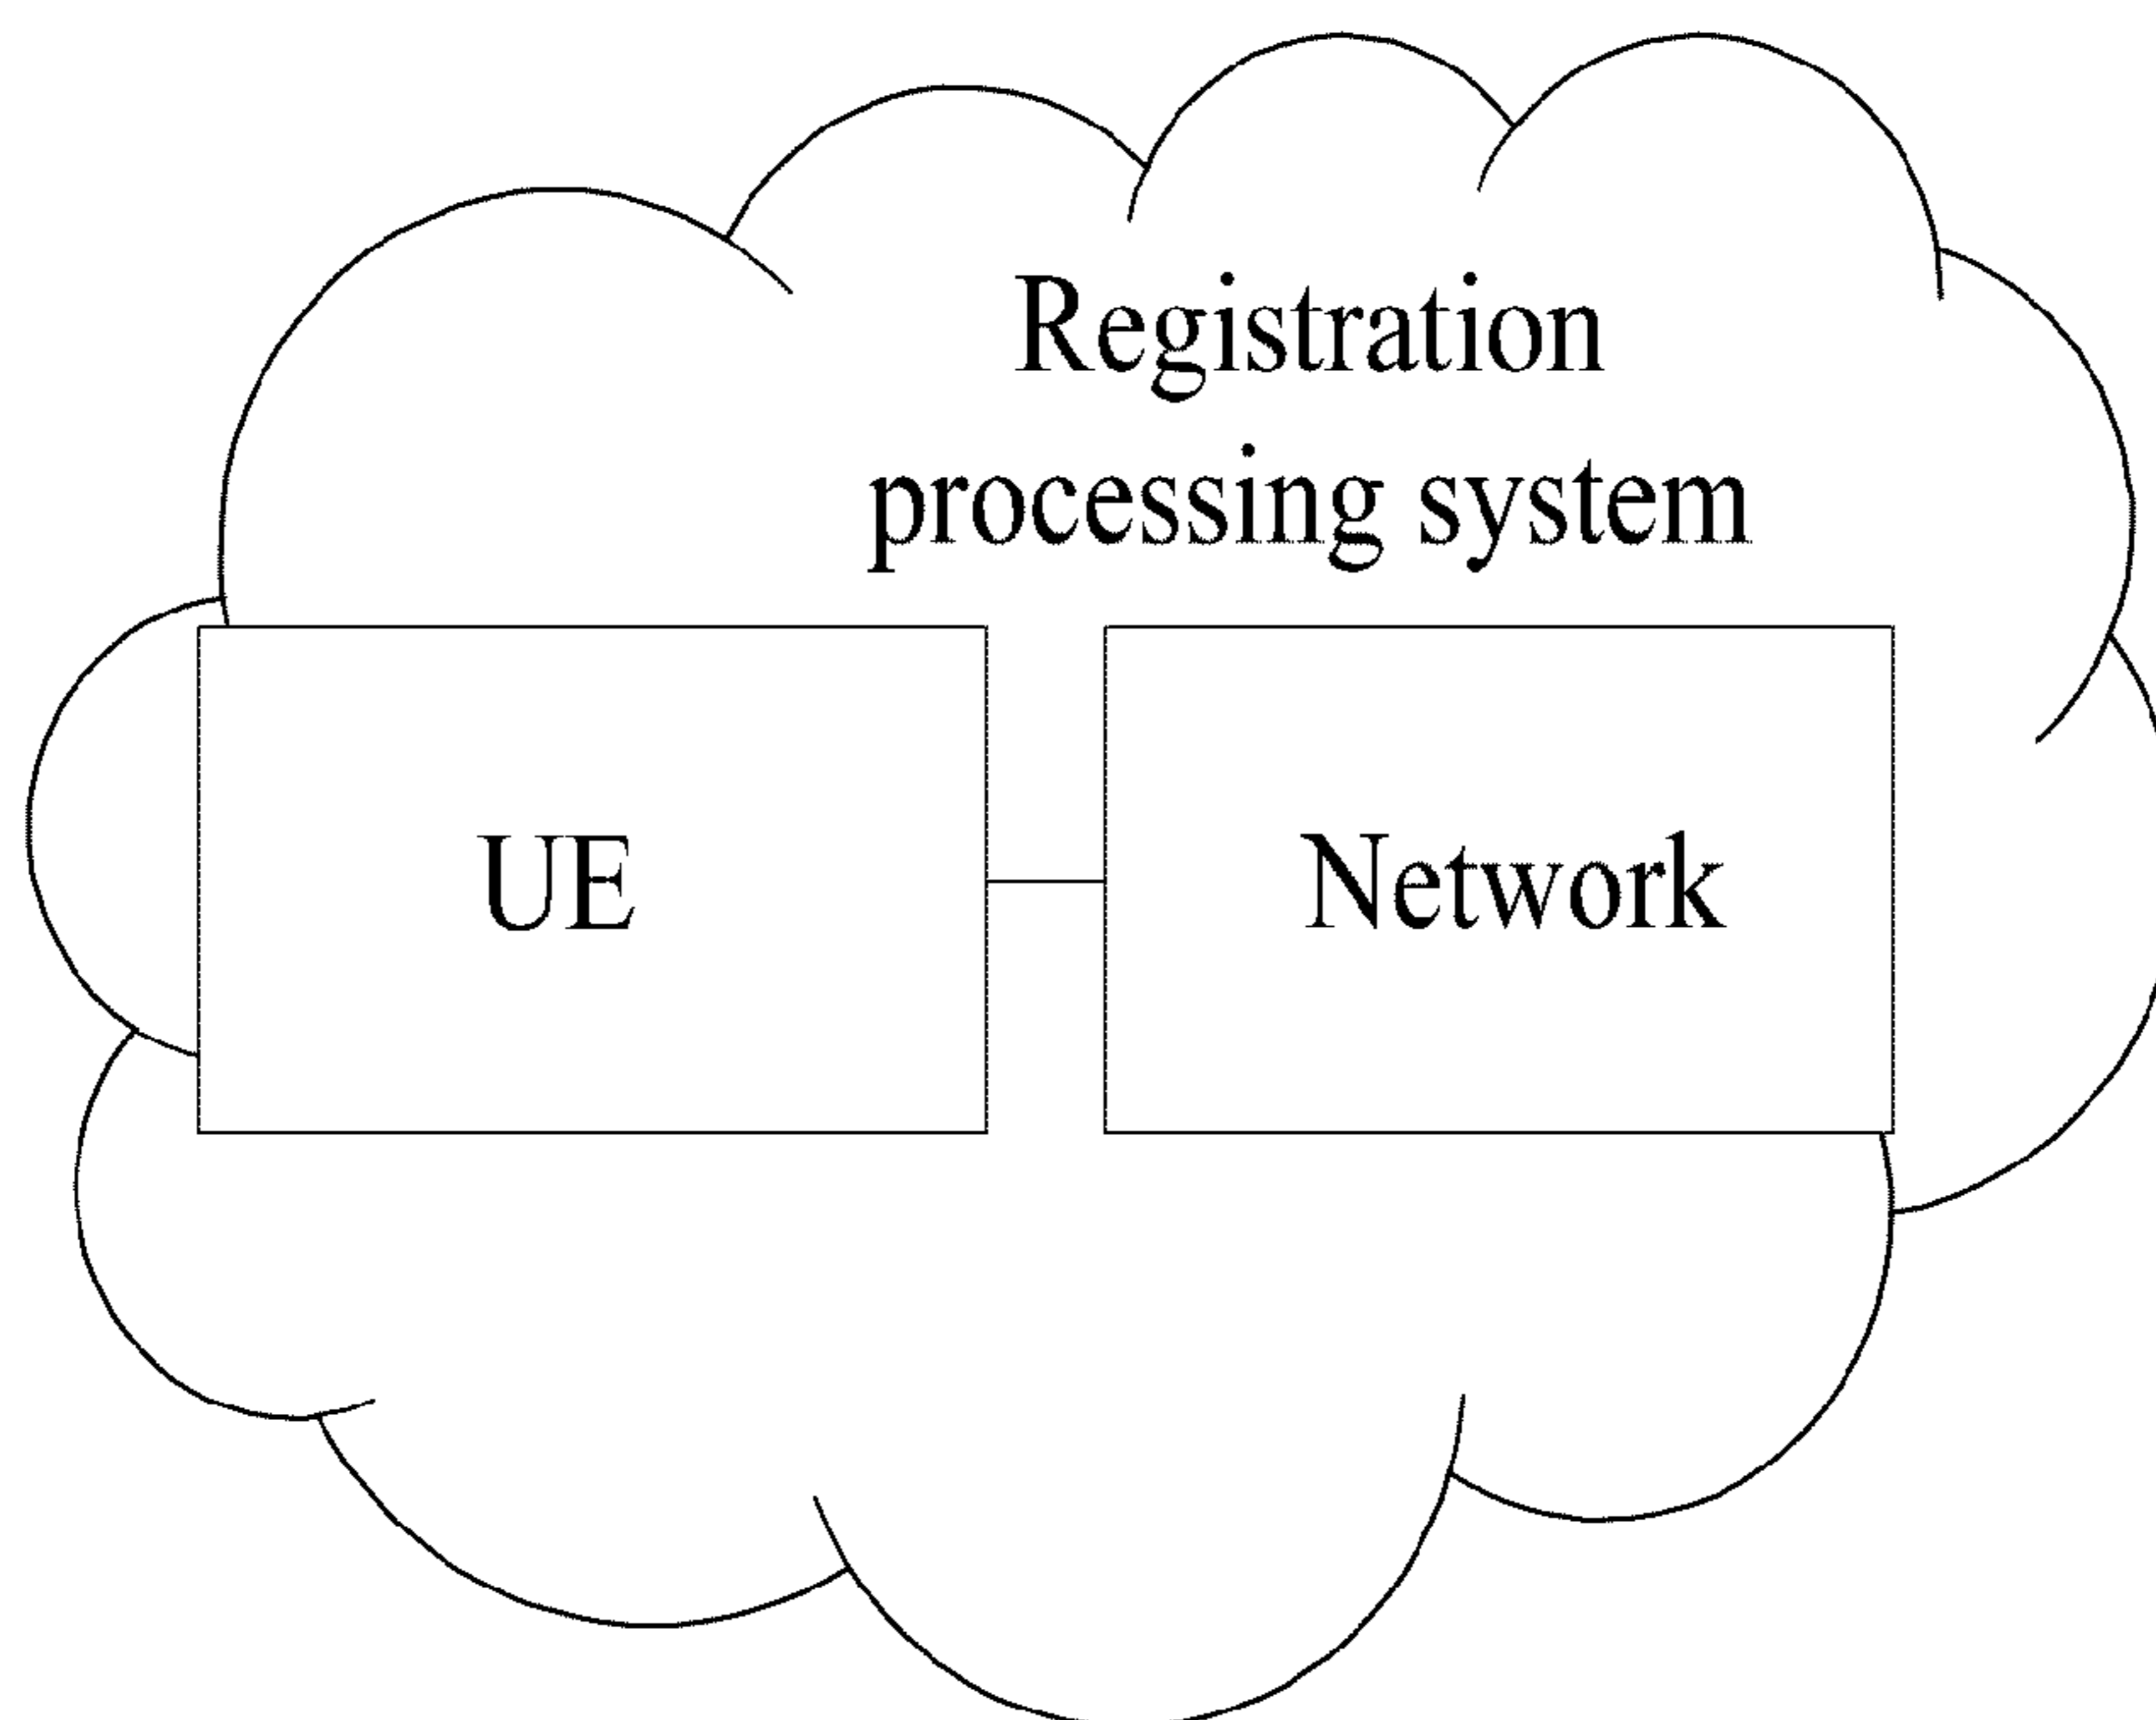 Registration
processing system
UE
Network